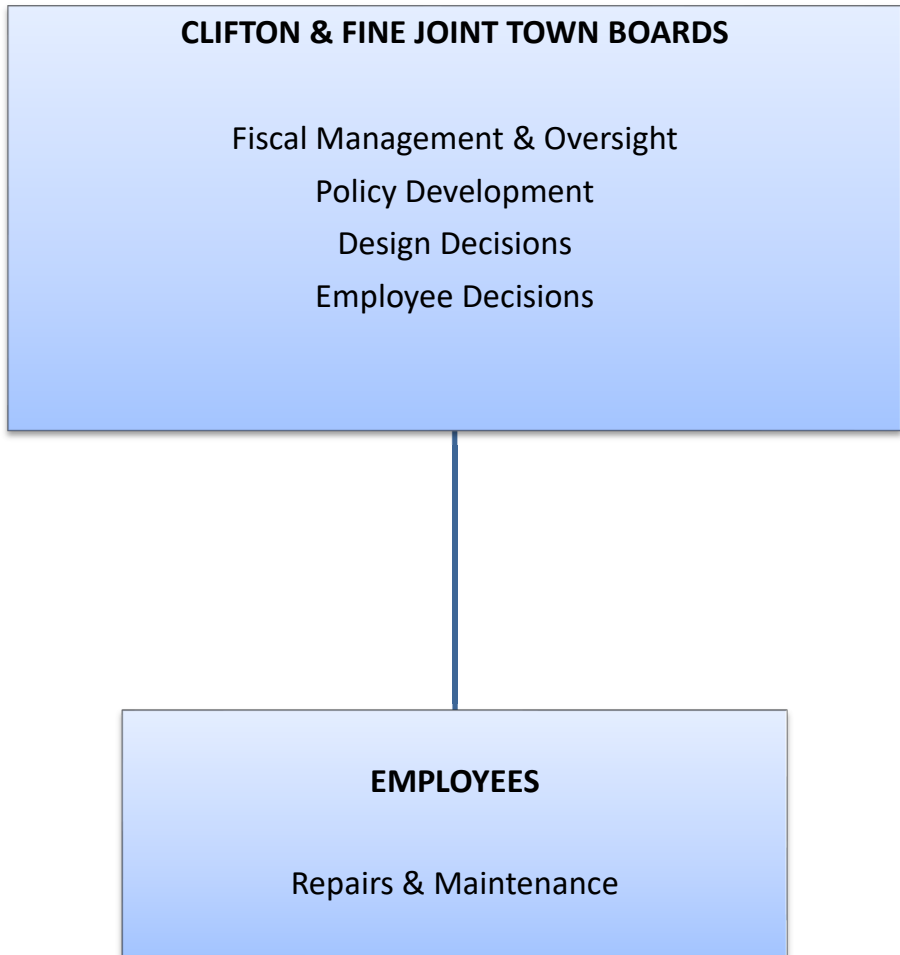 CLIFTON & FINE JOINT TOWN BOARDS
Fiscal Management & Oversight
Policy Development
Design Decisions
Employee Decisions
EMPLOYEES
Repairs & Maintenance